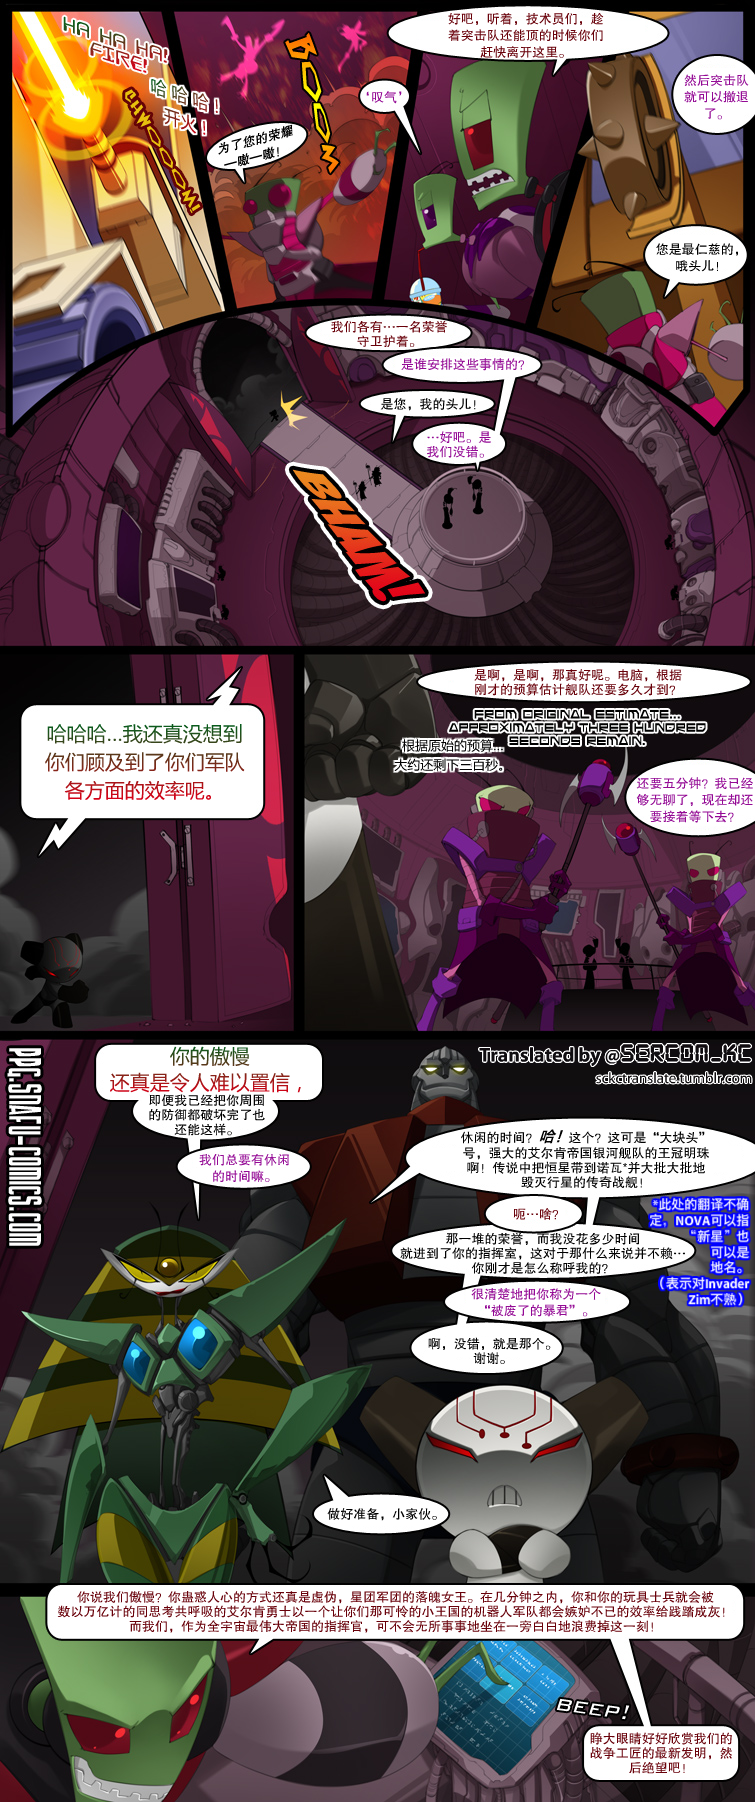 HA HA HA!
FIRE!
哈哈哈！
开火！
CHWOOOOM!
为了您的荣耀
—嗷—嗷！
BOOOM
‘叹气’
好吧，听着，技术员们，趁
着突击队还能顶的时候你们
赶快离开这里。
然后突击队
就可以撤退
了。
您是最仁慈的，
哦头儿！
我们各有…一名荣誉
守卫护着。
是谁安排这些事情的？
是您，我的头儿！
…好吧。是
我们没错。
BHAM!
哈哈哈...我还真没想到
你们顾及到了你们军队
各方面的效率呢。
是啊，是啊，那真好呢。电脑，根据
刚才的预算估计舰队还要多久才到？
FROM ORIGINAL ESTIMATE...
APPROXIMATELY THREE HUNDRED
SECONDS REMAIN.
根据原始的预算...
大约还剩下三百秒。
还要五分钟？我已经
够无聊了，现在却还
要接着等下去？
PPG.SNAFU-COMICS.COM
Translated by @SERCOM_KC
sckctranslate.tumblr.com
你的傲慢
还真是令人难以置信，
即便我已经把你周围
的防御都破坏完了也
还能这样。
我们总要有休闲
的时间嘛。
休闲的时间？哈！这个？这可是“大块头”
号，强大的艾尔肯帝国银河舰队的王冠明珠
啊！传说中把恒星带到诺瓦*并大批大批地
毁灭行星的传奇战舰！
*此处的翻译不确
定，NOVA可以指
“新星”也
可以是
地名。
（表示对Invader
Zim不熟）
呃…啥？
那一堆的荣誉，而我没花多少时间
就进到了你的指挥室，这对于那什么来说并不赖…
你刚才是怎么称呼我的？
很清楚地把你称为一个
“被废了的暴君”。
啊，没错，就是那个。
谢谢。
做好准备，小家伙。
你说我们傲慢？你蛊惑人心的方式还真是虚伪，星团军团的落魄女王。在几分钟之内，你和你的玩具士兵就会被
数以万亿计的同思考共呼吸的艾尔肯勇士以一个让你们那可怜的小王国的机器人军队都会嫉妒不已的效率给践踏成灰！
而我们，作为全宇宙最伟大帝国的指挥官，可不会无所事事地坐在一旁白白地浪费掉这一刻！
BEEP!
睁大眼睛好好欣赏我们的
战争工匠的最新发明，然
后绝望吧！